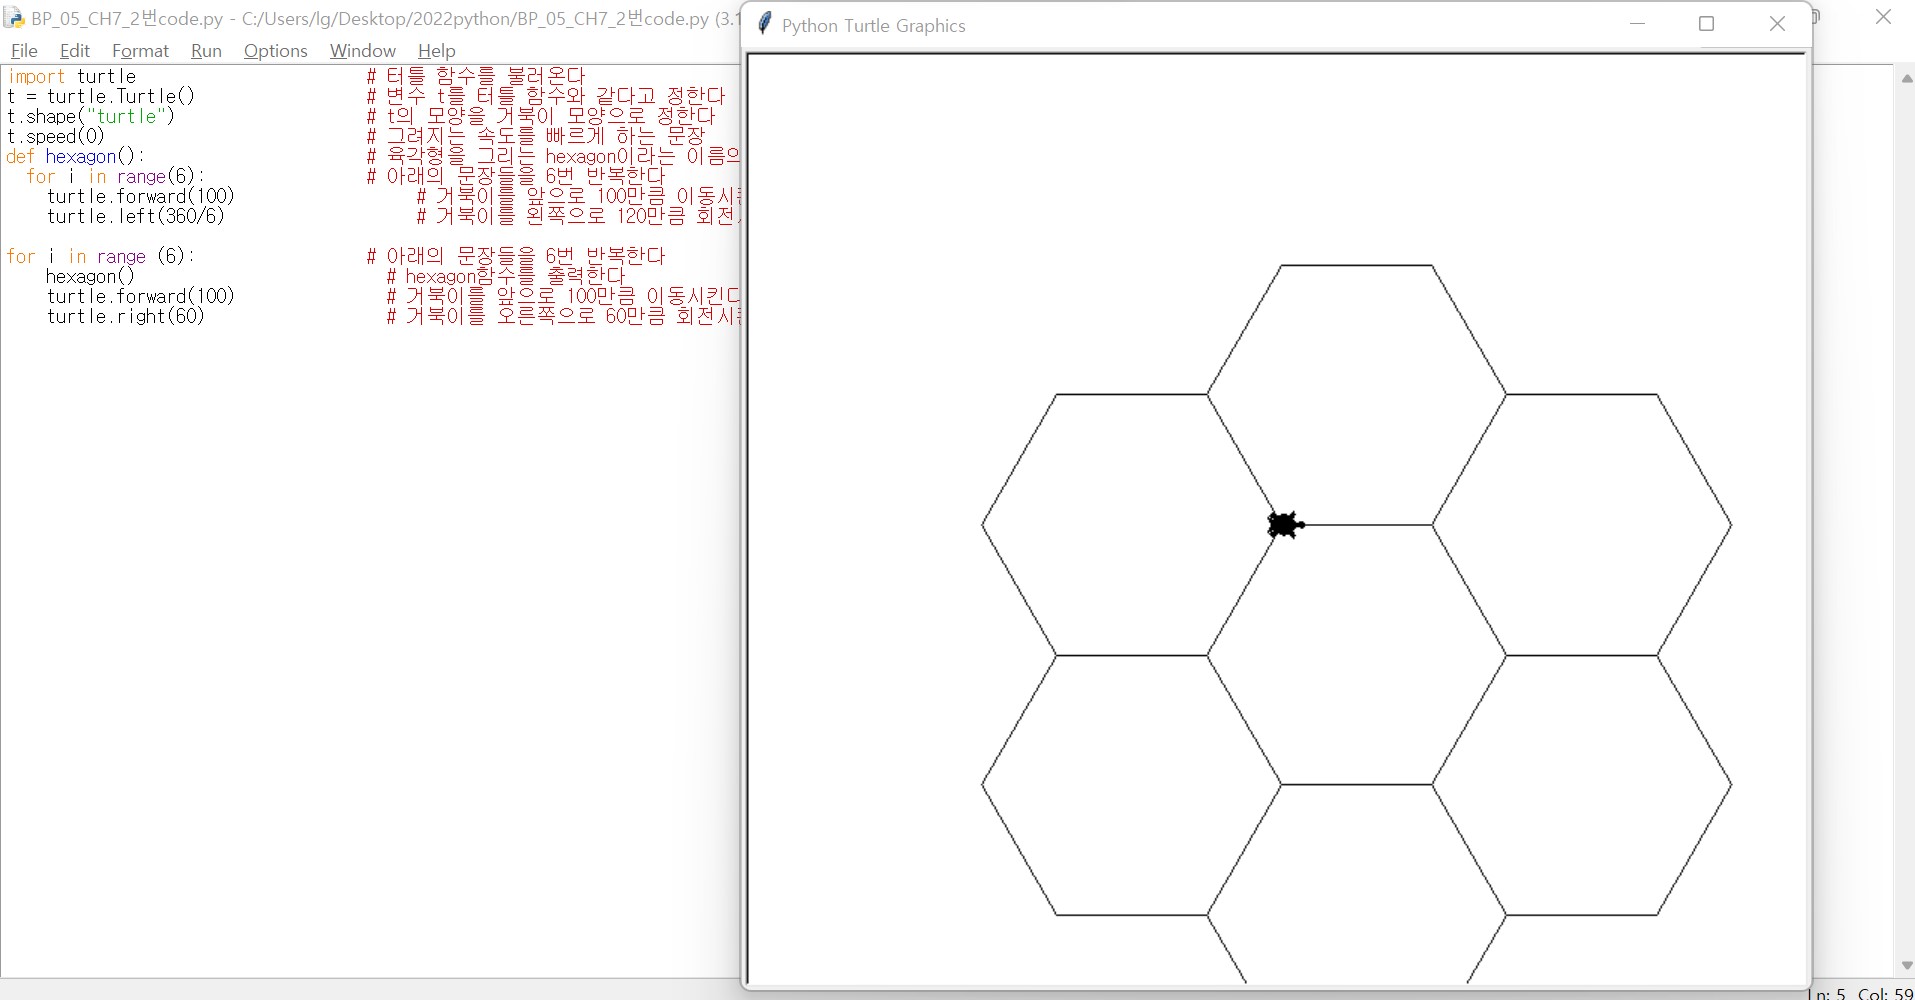 BP_05_CH7_2번code.py - C:/Users/lg/Desktop/2022python/BP_05_CH7_2번code.py (3.1
Python Turtle Graphics
File Edit Format Run Options Window Help
import turtle # 터틀 함수를 불러온다
t = turtle.Turtle() # 변수 t를 터틀 함수와 같다고 정한다
t.shape("turtle") # t의 모양을 거북이 모양으로 정한다
t.speed(0) # 그려지는 속도를 빠르게 하는 문장
def hexagon(): # 육각형을 그리는 hexagon이라는 이름의
for i in range(6): # 아래의 문장들을 6번 반복한다
turtle.forward(100) # 거북이를 앞으로 100만큼 이동시
turtle.left(360/6) # 거북이를 왼쪽으로 120만큼 회전
for i in range (6): # 아래의 문장들을 6번 반복한다
hexagon() # hexagon함수를 출력한다
turtle.forward(100) # 거북이를 앞으로 100만큼 이동시킨다
turtle.right(60) # 거북이를 오른쪽으로 60만큼 회전시
Ln: 5 Col: 59